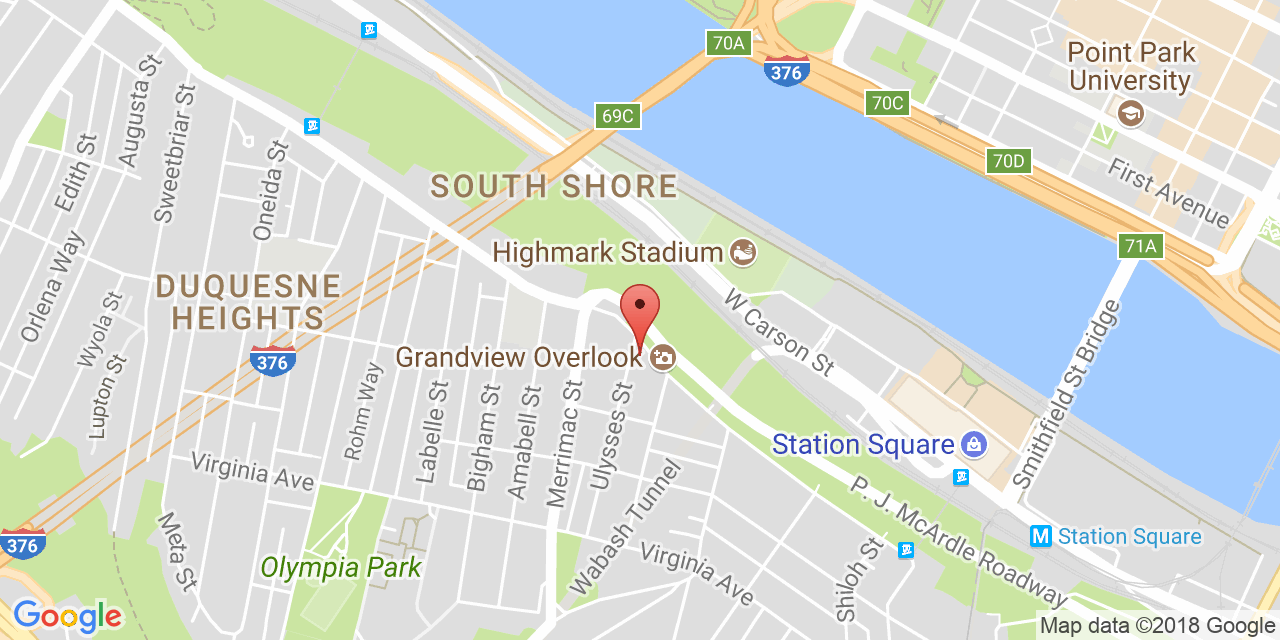 70A
376
Point Park
University
70C
69C
70D
First Avenue
Augusta St
Sweetbriar St
Edith St
Oneida St
SOUTH SHORE
71A
Highmark Stadium
Orlena Way
DUQUESNE
HEIGHTS
Wyola St
W Carson St
376
Grandview Overlook
Lupton St
Rohm Way
Labelle St
Bigham St
Amabell St
Merrimac St
Ulysses St
Smithfield St Bridge
Station Square
Virginia Ave
Wabash Tunnel
P. J. McArdle Roadway
Meta St
376
M Station Square
Olympia Park
Virginia Ave
Shiloh St
Google
Map data ©2018 Google